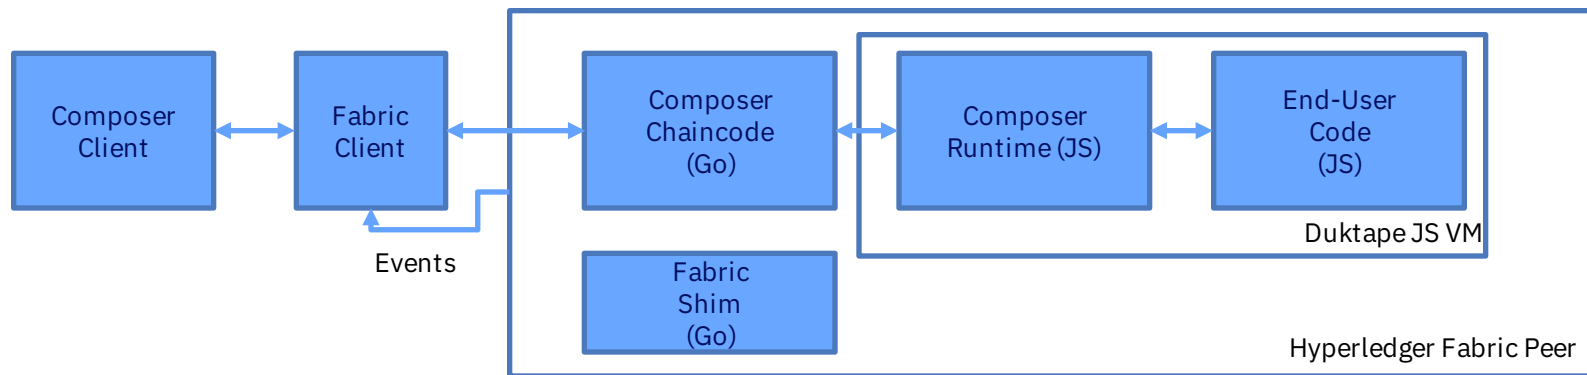 Composer
Client
Fabric
Client
Composer
Chaincode
(Go)
Composer
Runtime (JS)
End-User
Code
(JS)
Duktape JS VM
Events
Fabric
Shim
(Go)
Hyperledger Fabric Peer